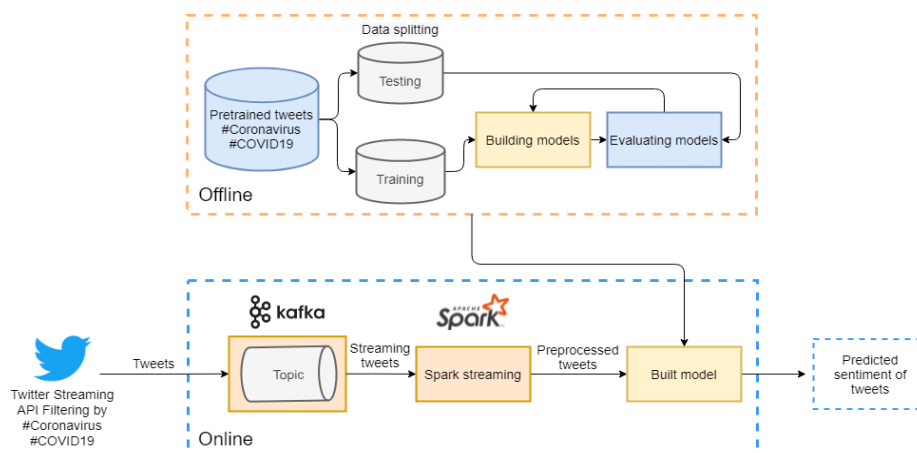 Data splitting
Testing
Pretrained tweets
#Coronavirus
#COVID19
Building models
Evaluating models
Training
Offline
kafka
APACHE
Spark
Tweets
Streaming
tweets
Preprocessed
tweets
Topic
Spark streaming
Built model
Predicted
sentiment of
tweets
Twitter Streaming
API Filtering by
#Coronavirus
#COVID19
Online